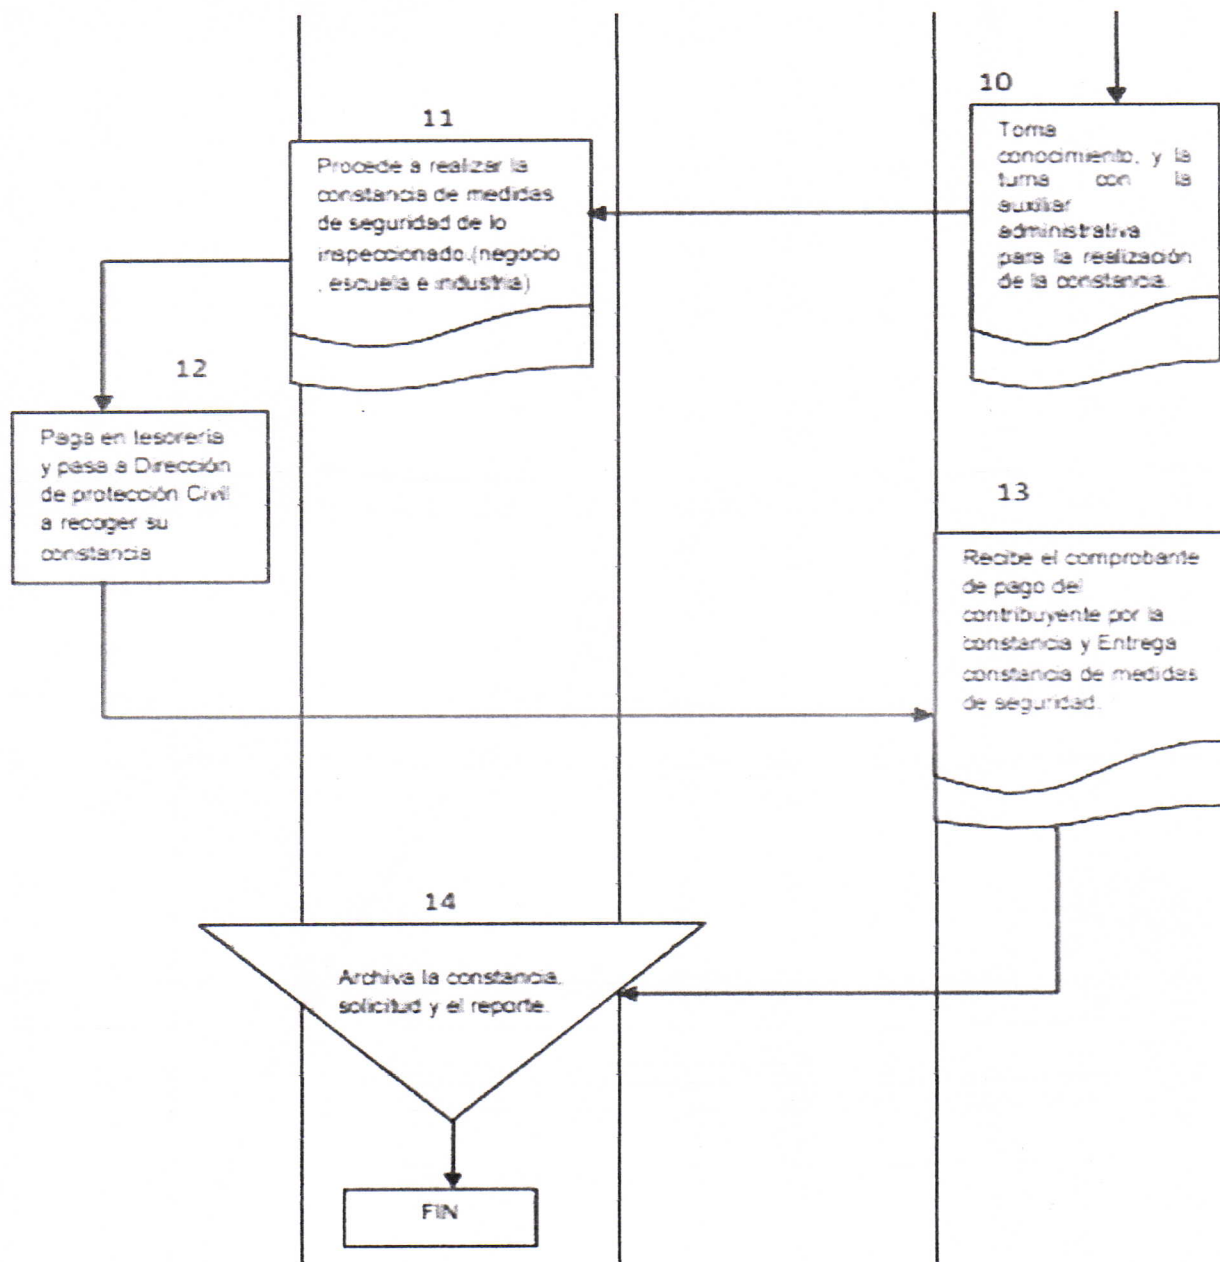 10
Toma
conocimiento, y la
turna con la
auxiliar
administrativa
para la realización
de la constancia.
11
Procede a realizar la
constancia de medidas
de seguridad de lo
inspeccionado.(negocio
, escuela e industria)
12
Paga en tesorería
y pasa a Dirección
de protección Civil
a recoger su
constancia
13
Recibe el comprobante
de pago del
contribuyente por la
constancia y Entrega
constancia de medidas
de seguridad.
14
Archiva la constancia,
solicitud y el reporte.
FIN